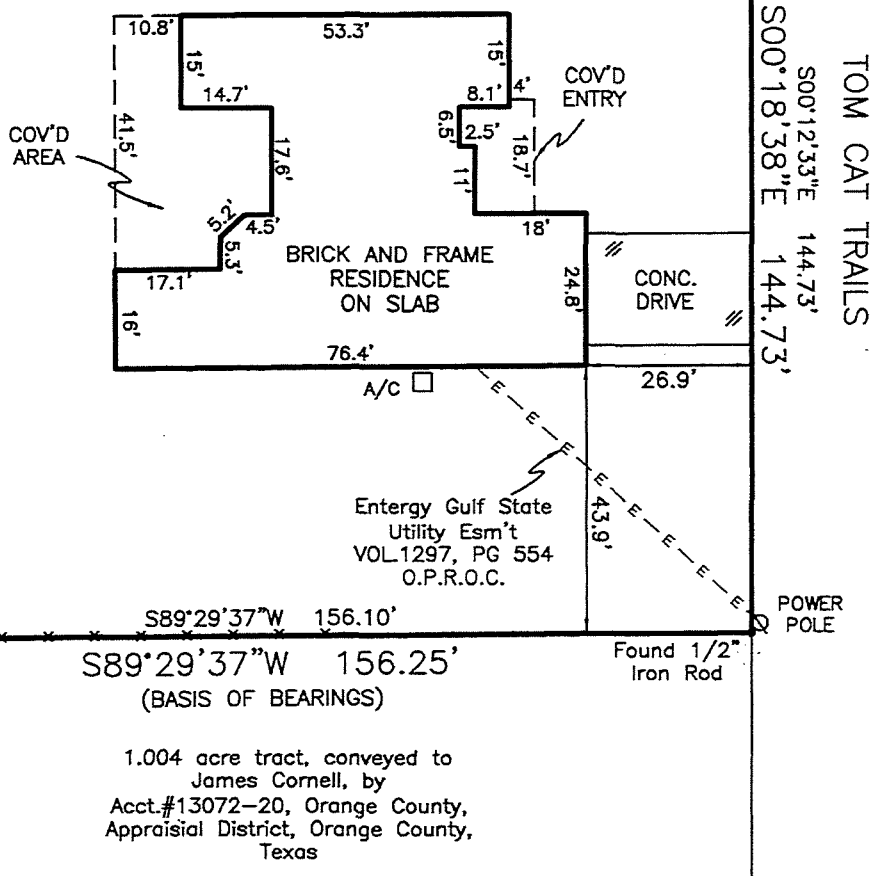 10.8'
53.3'
15'
15'
14.7'
8.1'
4'
COV'D
ENTRY
6.5'
2.5'
18.7'
11'
COV'D
AREA
41.5'
17.6'
5.2'
4.5'
5.3'
17.1'
18'
BRICK AND FRAME
RESIDENCE
ON SLAB
24.8'
CONC.
DRIVE
16'
76.4'
A/C
26.9'
TOM CAT TRAILS
S00°12'33"E 144.73'
S00°18'38"E 144.73'
E E E E E E E E
Entergy Gulf State
Utility Esm't
VOL.1297, PG 554
O.P.R.O.C.
43.9'
POWER
POLE
S89°29'37"W 156.10'
S89°29'37"W 156.25'
(BASIS OF BEARINGS)
Found 1/2"
Iron Rod
1.004 acre tract, conveyed to
James Cornell, by
Acct.#13072-20, Orange County,
Appraisial District, Orange County,
Texas